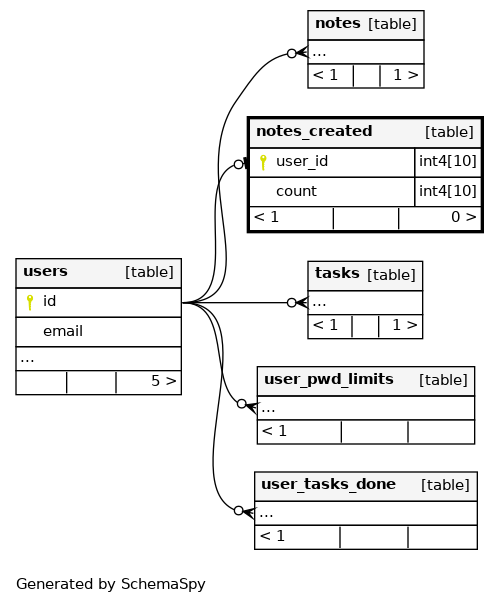 notes [table]
...
< 1 1 >
notes_created [table]
user_id int4[10]
count int4[10]
< 1 0 >
users [table]
id
email
...
5 >
tasks [table]
...
< 1 1 >
user_pwd_limits [table]
...
< 1
user_tasks_done [table]
...
< 1
Generated by SchemaSpy